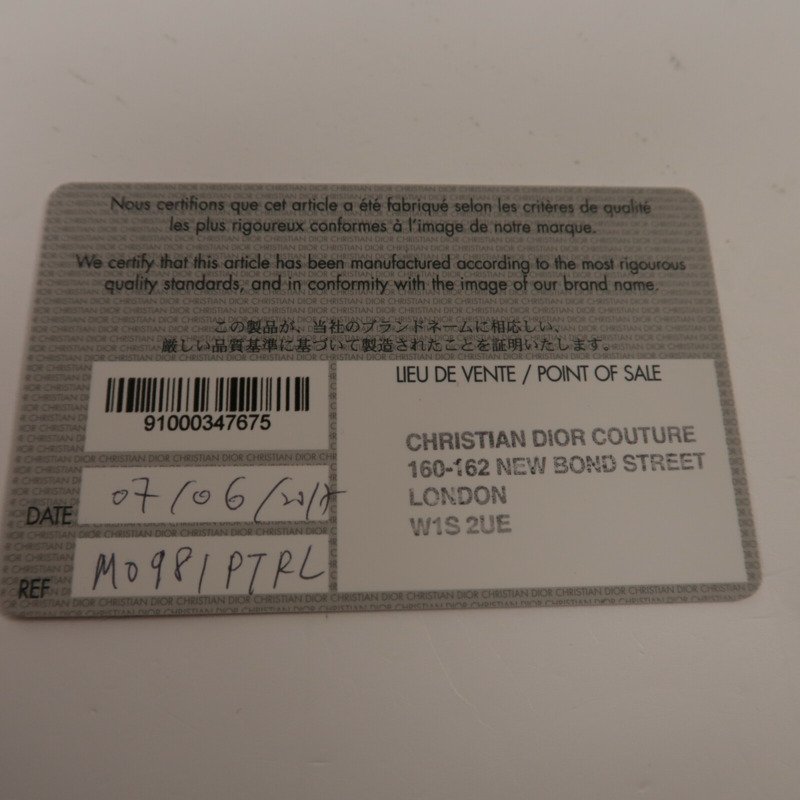 Nous certifions que cet article a été fabriqué selon les critères de qualité
les plus rigoureux conformes à l'image de notre marque.
We certify that this article has been manufactured according to the most rigourous
quality standards, and in conformity with the image of our brand name.
この製品が、当社のブランドネームに相応しい、
厳しい品質基準に基づいて製造されたことを証明いたします。
91000347675
DATE 07/06/
REF M0981PTRL
LIEU DE VENTE / POINT OF SALE
CHRISTIAN DIOR COUTURE
160-162 NEW BOND STREET
LONDON
W1S 2UE